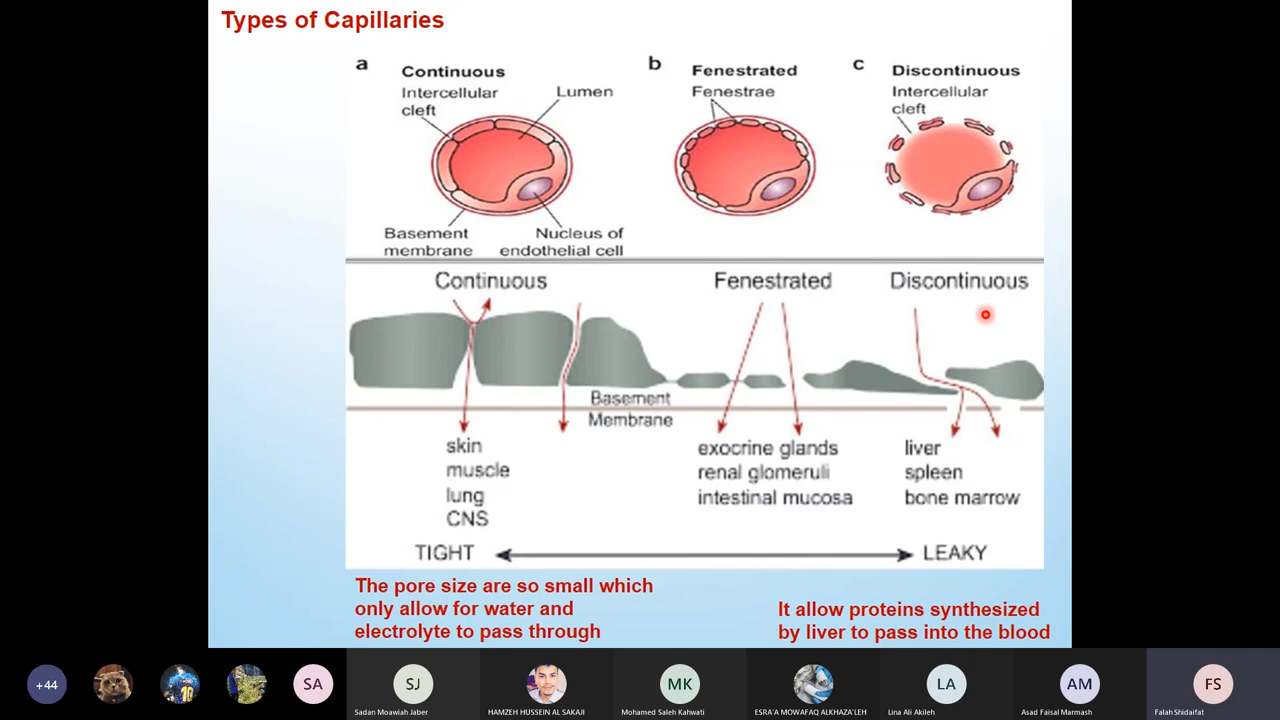 Types of Capillaries
a
Continuous
Intercellular
cleft
Lumen
Basement
membrane
Nucleus of
endothelial cell
b
Fenestrated
Fenestrae
c
Discontinuous
Intercellular
cleft
Continuous
Fenestrated
Discontinuous
Basement
Membrane
skin
muscle
lung
CNS
exocrine glands
renal glomeruli
intestinal mucosa
liver
spleen
bone marrow
TIGHT
LEAKY
The pore size are so small which
only allow for water and
electrolyte to pass through
It allow proteins synthesized
by liver to pass into the blood
+44
10
SA
SJ
Sadan Moawiah Jaber
HAMZEH HUSSEIN AL SAKAJI
MK
Mohamed Saleh Kahwati
ESRA'A MOWAFAQ ALKHAZA'LEH
LA
Lina Ali Akileh
AM
Asad Faisal Marmash
FS
Falah Shidaifat